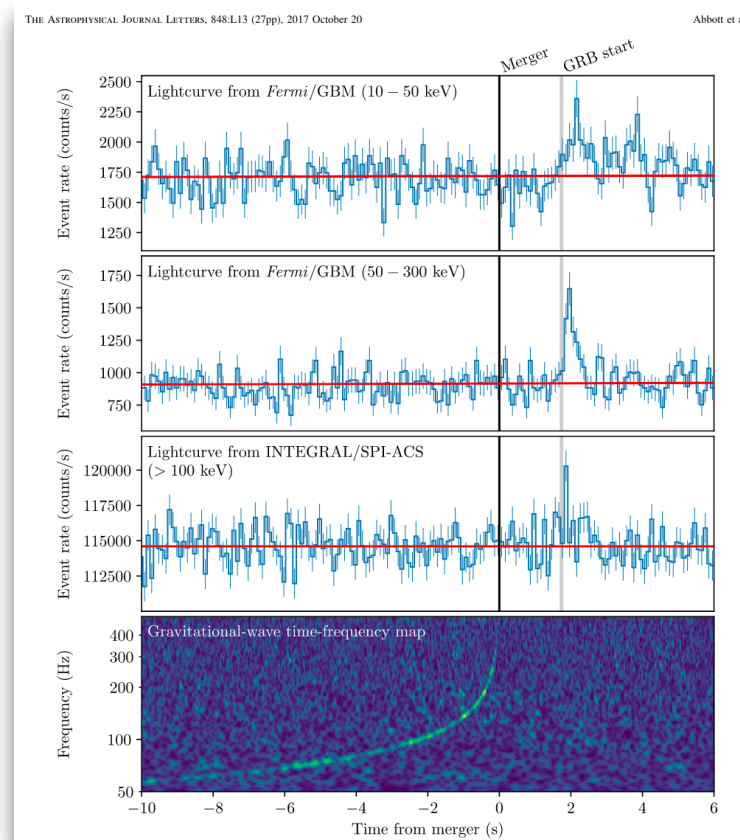 THE ASTROPHYSICAL JOURNAL LETTERS, 848:L13 (27pp), 2017 October 20
Abbott et a
Merger
GRB start
Lightcurve from Fermi/GBM (10 − 50 keV)
Event rate (counts/s)
2500
2250
2000
1750
1500
1250
Lightcurve from Fermi/GBM (50 − 300 keV)
Event rate (counts/s)
1750
1500
1250
1000
750
Lightcurve from INTEGRAL/SPI-ACS
(> 100 keV)
Event rate (counts/s)
120000
117500
115000
112500
Gravitational-wave time-frequency map
Frequency (Hz)
400
300
200
100
50
−10 −8 −6 −4 −2 0 2 4 6
Time from merger (s)